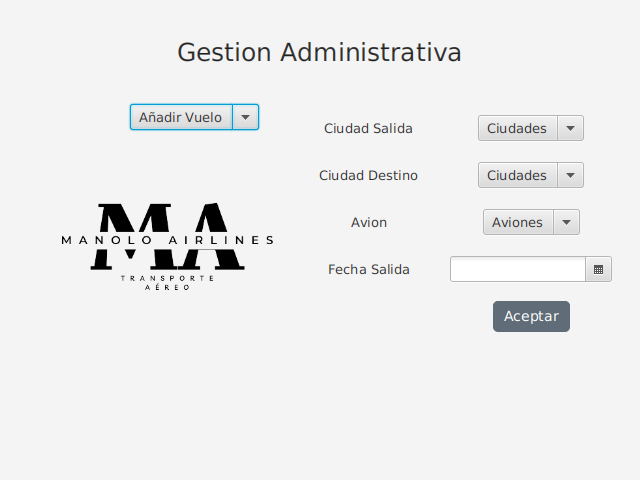 Gestion Administrativa
Añadir Vuelo
Ciudad Salida
Ciudades
Ciudad Destino
Ciudades
Avion
Aviones
Fecha Salida
Aceptar
MA
MANOLO AIRLINES
TRANSPORTE
AÉREO